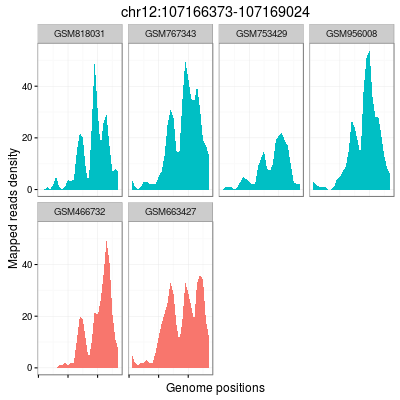 chr12:107166373-107169024
GSM818031 GSM767343 GSM753429 GSM956008
40
20
0
GSM466732 GSM663427
40
20
0
Mapped reads density
Genome positions